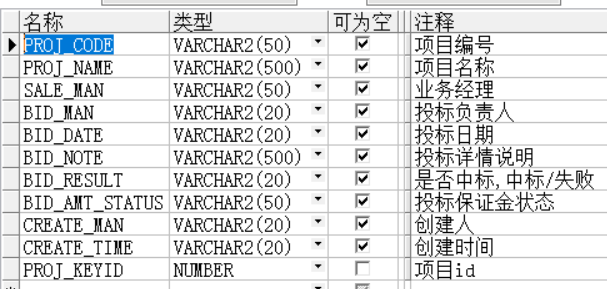 名称 类型 可为空 注释
PROJ_CODE VARCHAR2(50) 项目编号
PROJ_NAME VARCHAR2(500) 项目名称
SALE_MAN VARCHAR2(50) 业务经理
BID_MAN VARCHAR2(20) 投标负责人
BID_DATE VARCHAR2(20) 投标日期
BID_NOTE VARCHAR2(500) 投标详情说明
BID_RESULT VARCHAR2(20) 是否中标,中标/失败
BID_AMT_STATUS VARCHAR2(50) 投标保证金状态
CREATE_MAN VARCHAR2(20) 创建人
CREATE_TIME VARCHAR2(20) 创建时间
PROJ_KEYID NUMBER 项目id